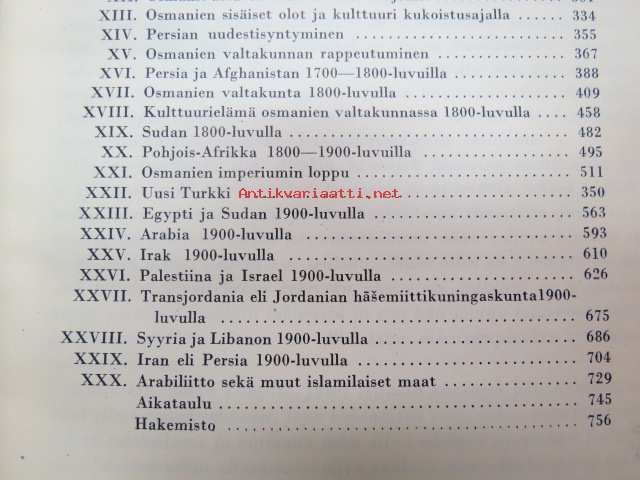 XIII. Osmanien sisäiset olot ja kulttuuri kukoistusajalla .... 334
XIV. Persian uudestisyntyminen .......................... 355
XV. Osmanien valtakunnan rappeutuminen ................ 367
XVI. Persia ja Afghanistan 1700—1800-luvuilla ............ 388
XVII. Osmanien valtakunta 1800-luvulla .................. 409
XVIII. Kulttuurielämä osmanien valtakunnassa 1800-luvulla .... 458
XIX. Sudan 1800-luvulla ................................ 482
XX. Pohjois-Afrikka 1800—1900-luvuilla ................ 495
XXI. Osmanien imperiumin loppu ........................ 511
XXII. Uusi Turkki Antikvariaatti.net .................... 350
XXIII. Egypti ja Sudan 1900-luvulla ...................... 563
XXIV. Arabia 1900-luvulla .............................. 593
XXV. Irak 1900-luvulla ................................ 610
XXVI. Palestiina ja Israel 1900-luvulla .................. 626
XXVII. Transjordania eli Jordanian hāšemiittikuningaskunta1900-
luvulla ........................................ 675
XXVIII. Syyria ja Libanon 1900-luvulla .................... 686
XXIX. Iran eli Persia 1900-luvulla ...................... 704
XXX. Arabiliitto sekä muut islamilaiset maat .............. 729
Aikataulu ...................................... 745
Hakemisto ...................................... 756